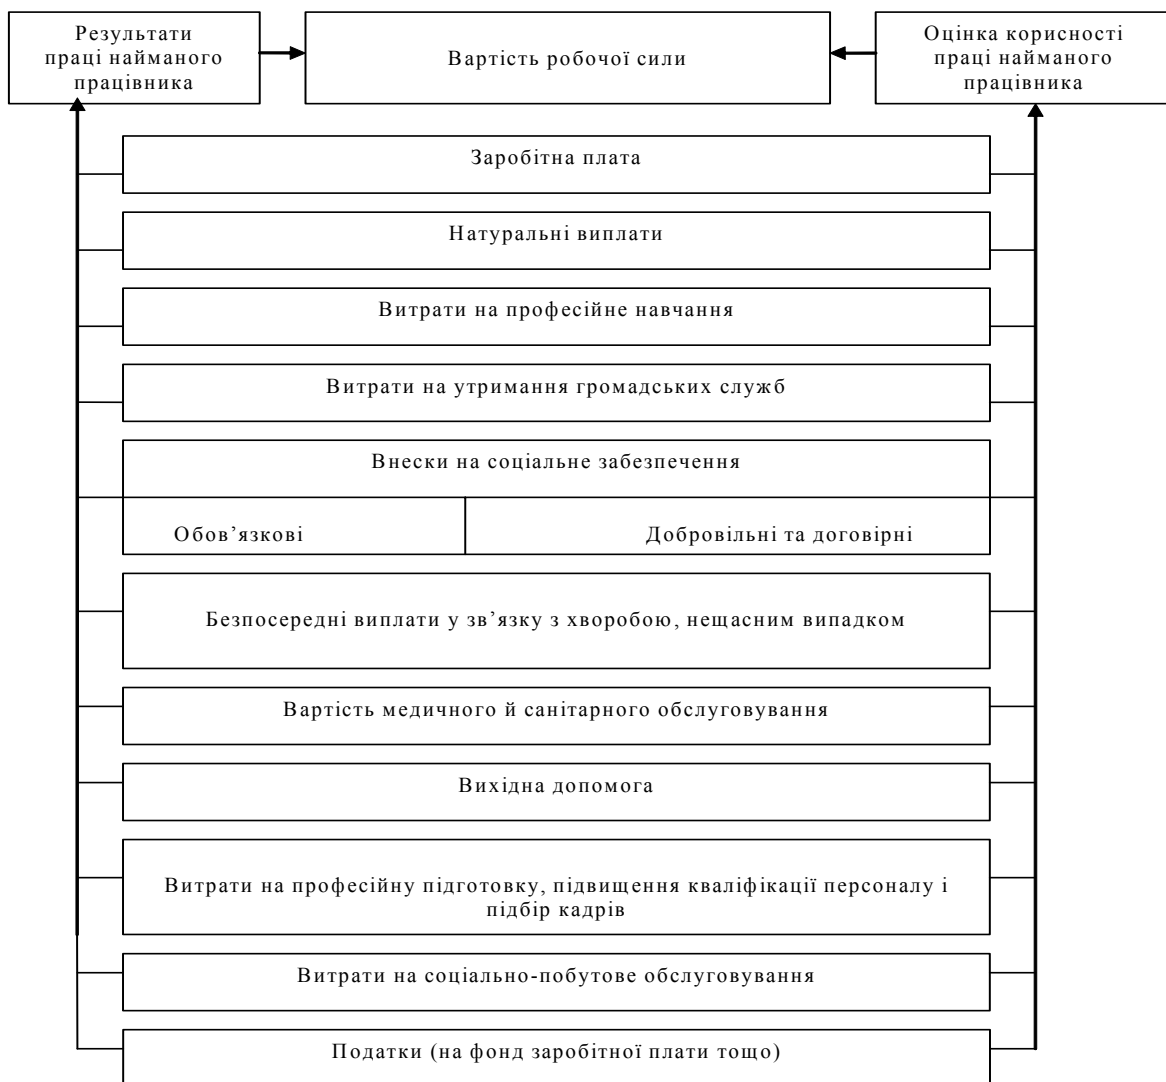 Результати
праці найманого
працівника
Вартість робочої сили
Оцінка корисності
праці найманого
працівника
Заробітна плата
Натуральні виплати
Витрати на професійне навчання
Витрати на утримання громадських служб
Внески на соціальне забезпечення
Обов’язкові
Добровільні та договірні
Безпосередні виплати у зв’язку з хворобою, нещасним випадком
Вартість медичного й санітарного обслуговування
Вихідна допомога
Витрати на професійну підготовку, підвищення кваліфікації персоналу і
підбір кадрів
Витрати на соціально-побутове обслуговування
Податки (на фонд заробітної плати тощо)